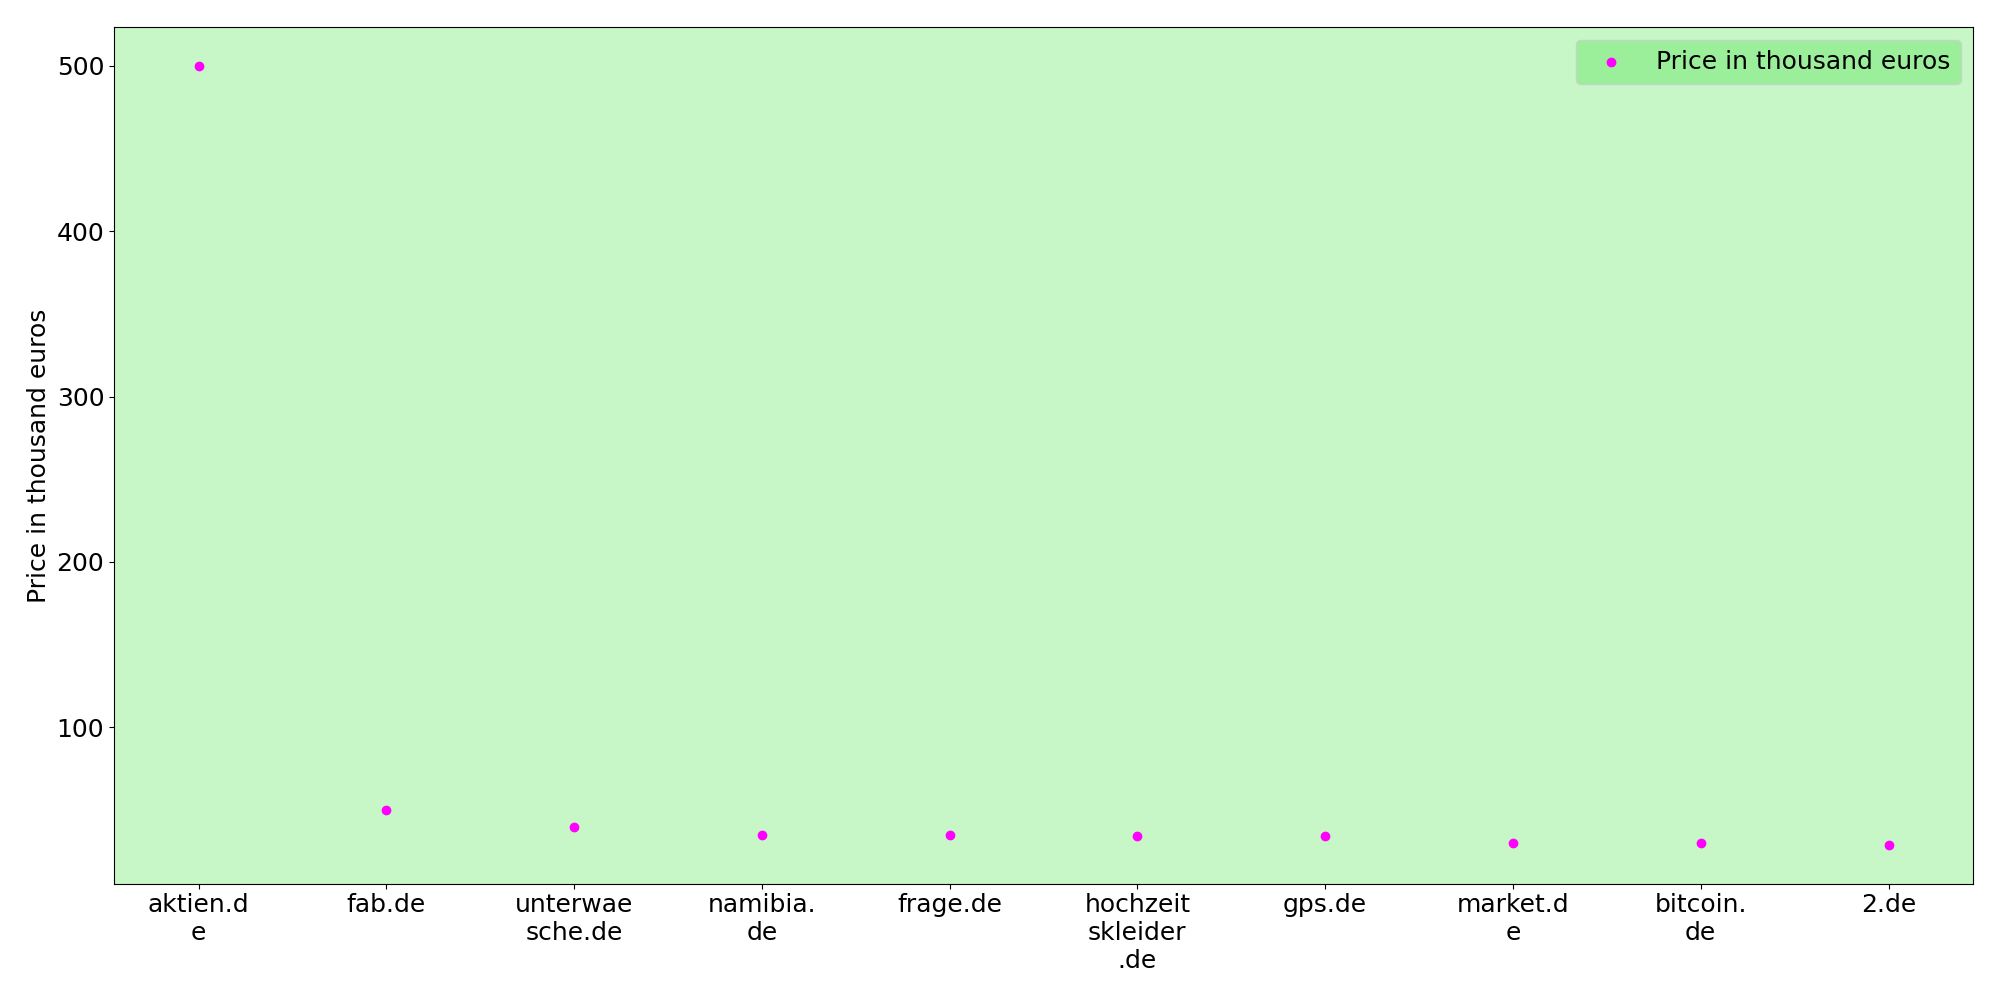 Price in thousand euros
500
400
300
200
100
Price in thousand euros
aktien.d
e
fab.de
unterwae
sche.de
namibia.
de
frage.de
hochzeit
skleider
.de
gps.de
market.d
e
bitcoin.
de
2.de